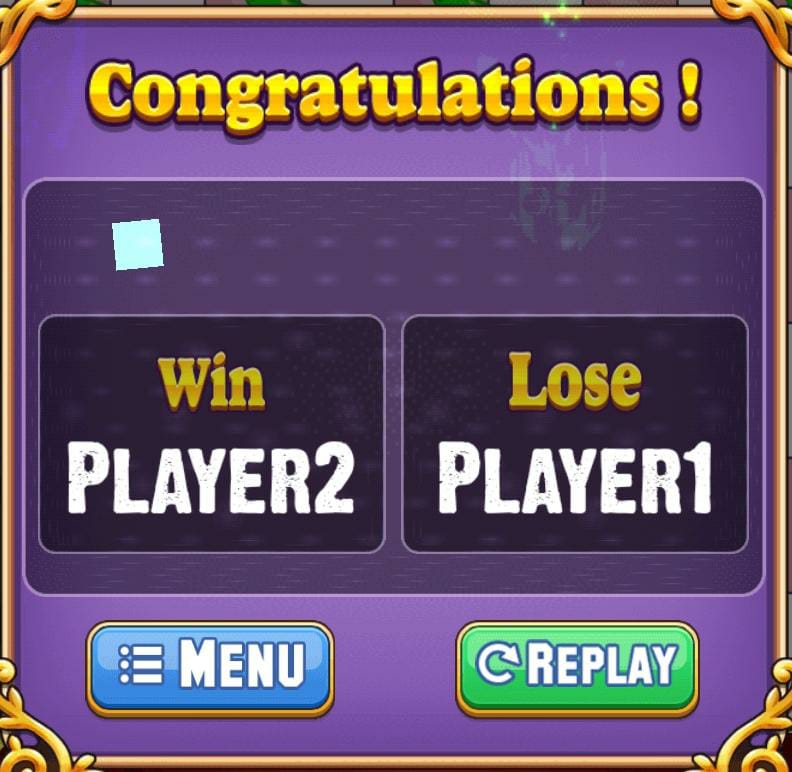 Congratulations !
Win
PLAYER2
Lose
PLAYER1
MENU
REPLAY